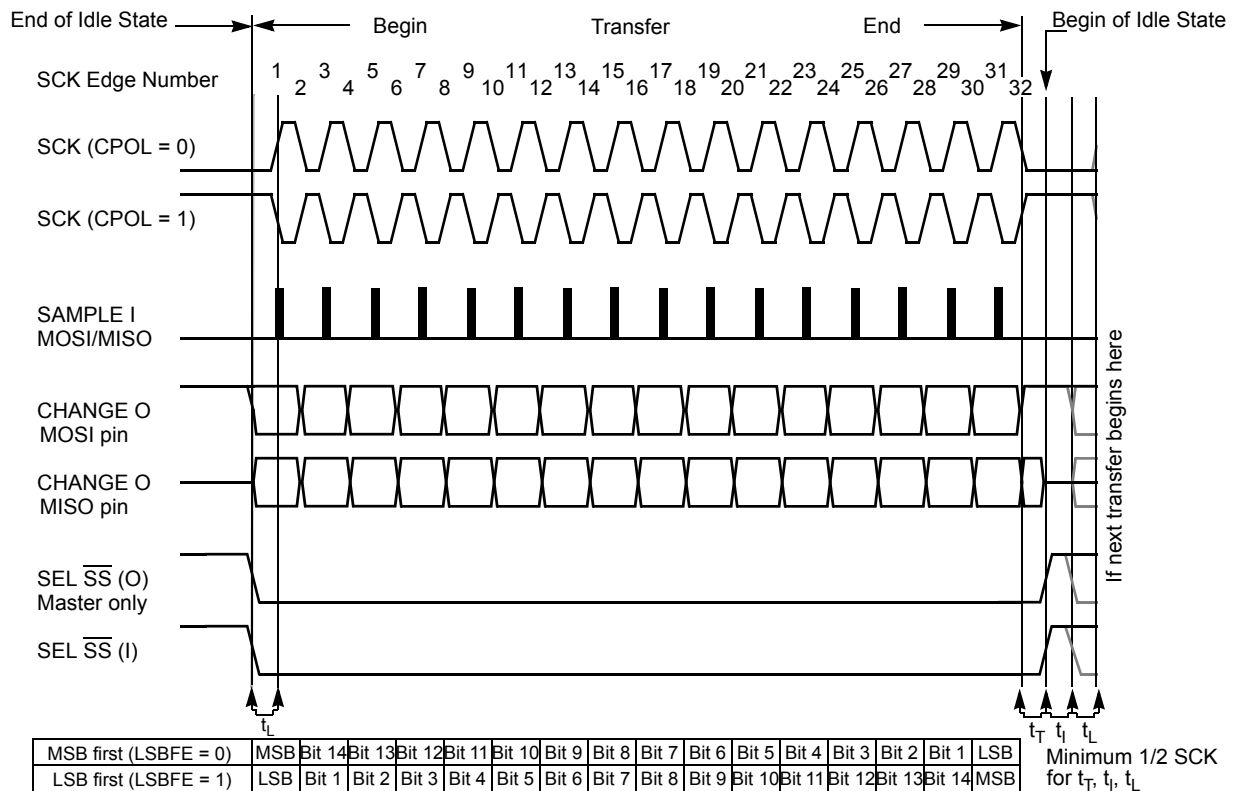 End of Idle State
Begin
Transfer
End
Begin of Idle State
SCK Edge Number
1 2 3 4 5 6 7 8 9 10 11 12 13 14 15 16 17 18 19 20 21 22 23 24 25 26 27 28 29 30 31 32
SCK (CPOL = 0)
SCK (CPOL = 1)
SAMPLE I
MOSI/MISO
CHANGE O
MOSI pin
CHANGE O
MISO pin
SEL SS (O)
Master only
SEL SS (I)
If next transfer begins here
tL
tT tI tL
MSB first (LSBFE = 0) MSB Bit 14 Bit 13 Bit 12 Bit 11 Bit 10 Bit 9 Bit 8 Bit 7 Bit 6 Bit 5 Bit 4 Bit 3 Bit 2 Bit 1 LSB
LSB first (LSBFE = 1) LSB Bit 1 Bit 2 Bit 3 Bit 4 Bit 5 Bit 6 Bit 7 Bit 8 Bit 9 Bit 10 Bit 11 Bit 12 Bit 13 Bit 14 MSB
Minimum 1/2 SCK
for tT, tI, tL